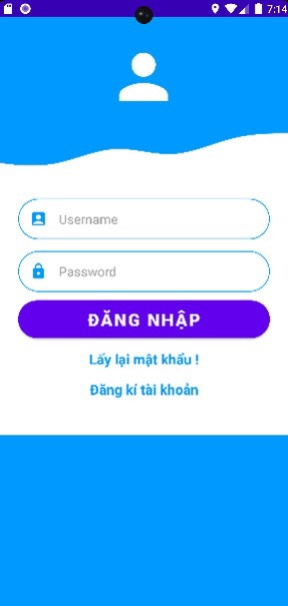 7:14
Username
Password
ĐĂNG NHẬP
Lấy lại mật khẩu !
Đăng kí tài khoản